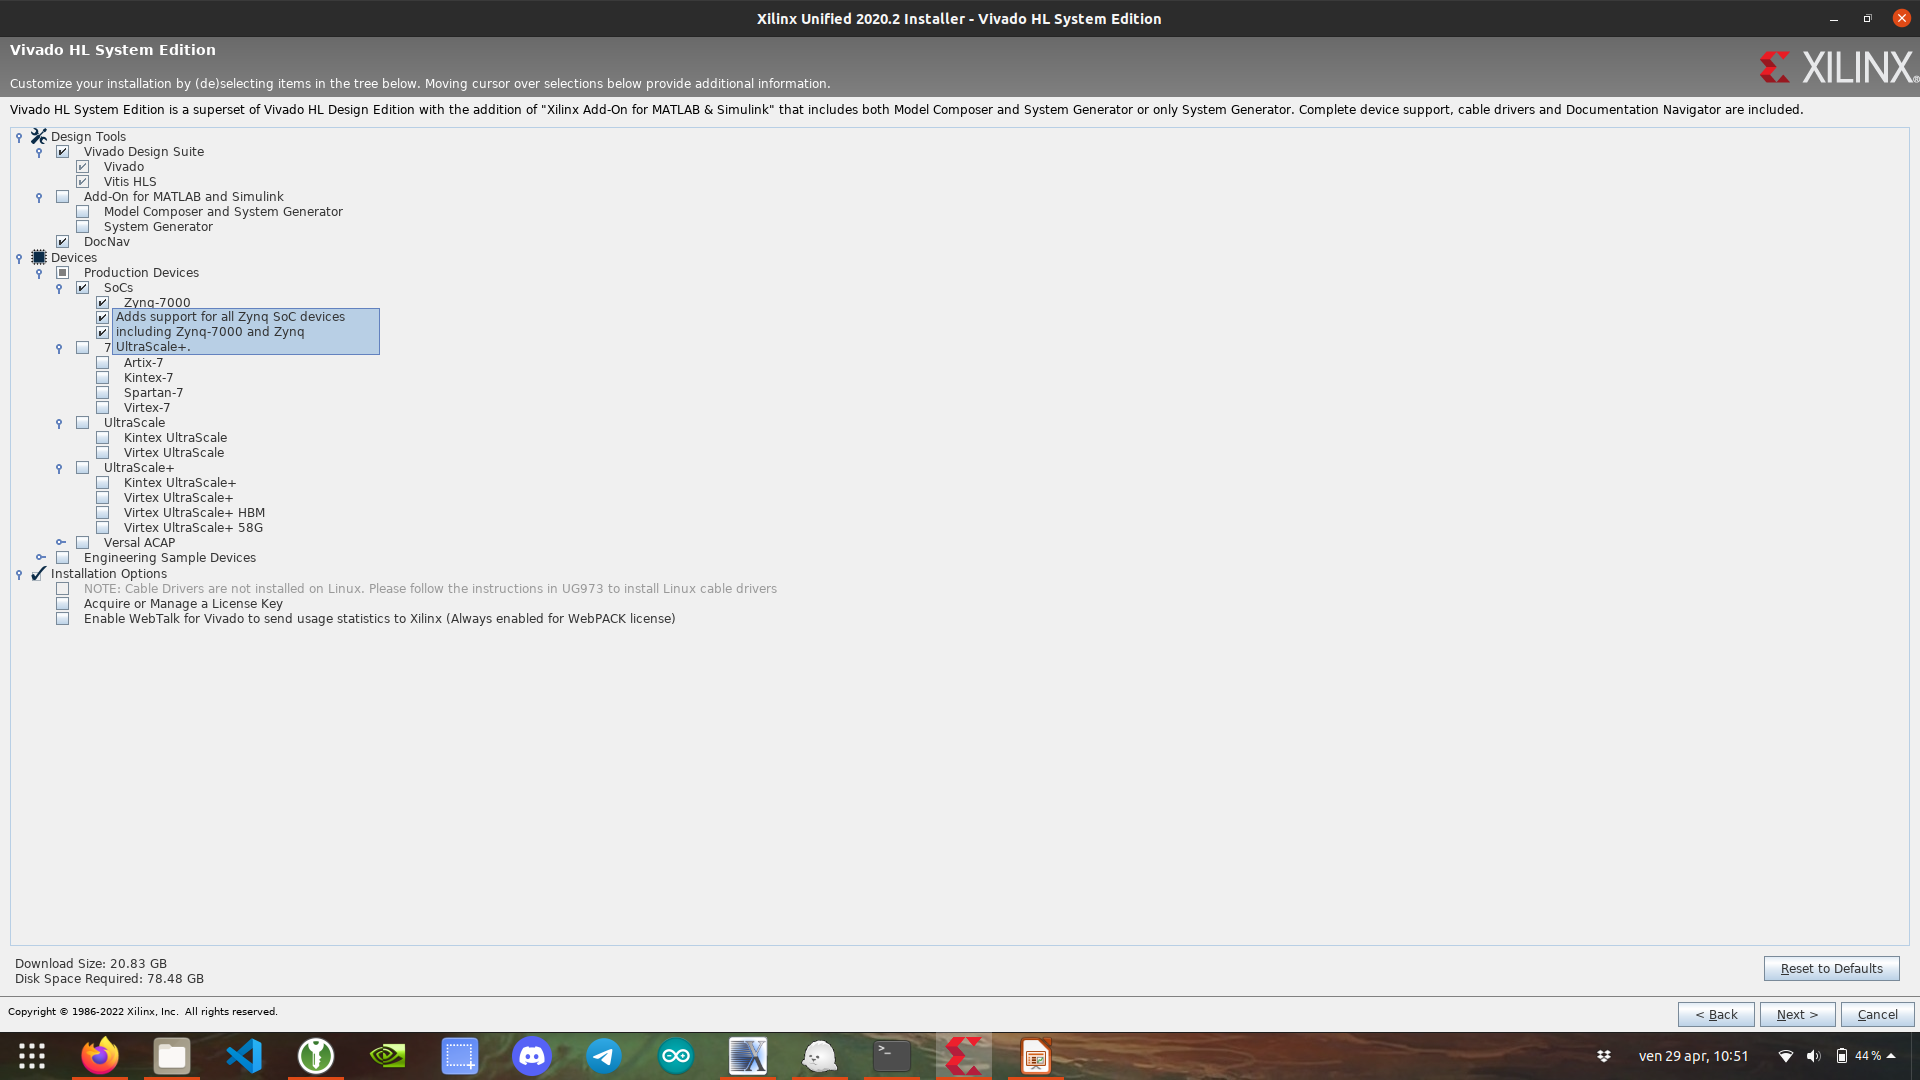 Xilinx Unified 2020.2 Installer - Vivado HL System Edition
Vivado HL System Edition
Customize your installation by (de)selecting items in the tree below. Moving cursor over selections below provide additional information.
XILINX®
Vivado HL System Edition is a superset of Vivado HL Design Edition with the addition of "Xilinx Add-On for MATLAB & Simulink" that includes both Model Composer and System Generator or only System Generator. Complete device support, cable drivers and Documentation Navigator are included.
Design Tools
Vivado Design Suite
Vivado
Vitis HLS
Add-On for MATLAB and Simulink
Model Composer and System Generator
System Generator
DocNav
Devices
Production Devices
SoCs
Zynq-7000
Adds support for all Zynq SoC devices
including Zynq-7000 and Zynq
UltraScale+.
7
Artix-7
Kintex-7
Spartan-7
Virtex-7
UltraScale
Kintex UltraScale
Virtex UltraScale
UltraScale+
Kintex UltraScale+
Virtex UltraScale+
Virtex UltraScale+ HBM
Virtex UltraScale+ 58G
Versal ACAP
Engineering Sample Devices
Installation Options
NOTE: Cable Drivers are not installed on Linux. Please follow the instructions in UG973 to install Linux cable drivers
Acquire or Manage a License Key
Enable WebTalk for Vivado to send usage statistics to Xilinx (Always enabled for WebPACK license)
Download Size: 20.83 GB
Disk Space Required: 78.48 GB
Reset to Defaults
Copyright © 1986-2022 Xilinx, Inc. All rights reserved.
< Back
Next >
Cancel
ven 29 apr, 10:51
44%